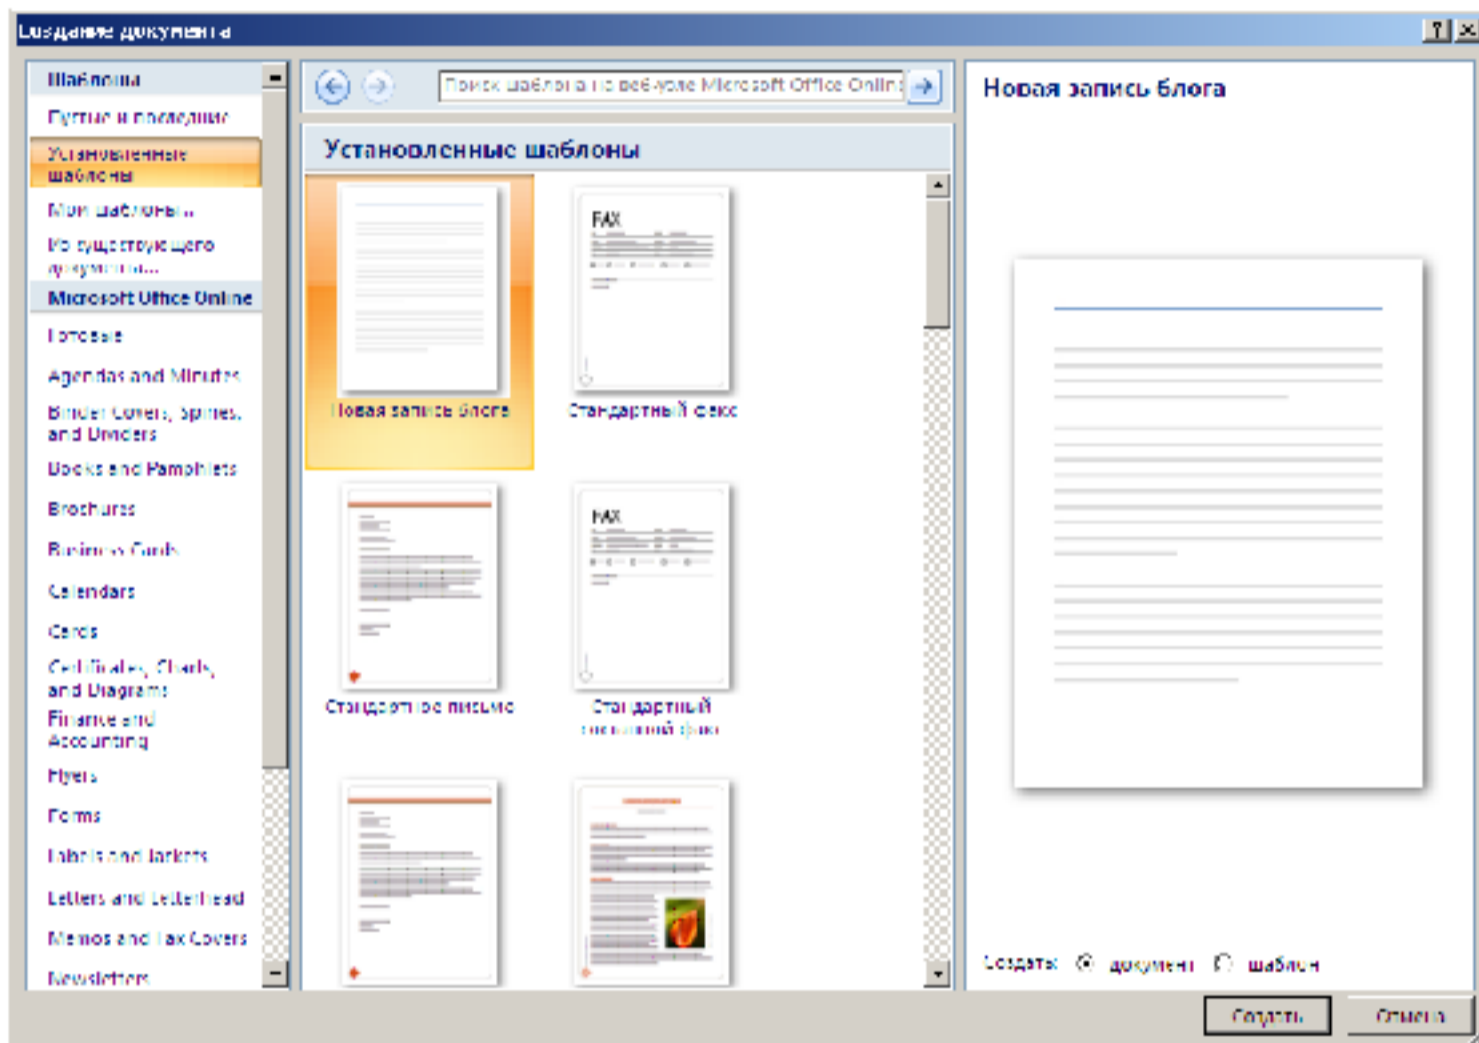 Создание документа
Шаблоны
Пустые и последние
Установленные
шаблоны
Мои шаблоны...
Из существующего
документа...
Microsoft Office Online
Готовые
Agendas and Minutes
Binder Covers, Spines,
and Dividers
Books and Pamphlets
Brochures
Business Cards
Calendars
Cards
Certificates, Charts,
and Diagrams
Finance and
Accounting
Flyers
Forms
Labels and Jackets
Letters and Letterhead
Memos and Fax Covers
Newsletters
Поиск шаблона на веб-узле Microsoft Office Online
Установленные шаблоны
FAX
Новая запись блога
Стандартный факс
FAX
Стандартное письмо
Стандартный
составной факс
Новая запись блога
Создать: документ шаблон
Создать
Отмена